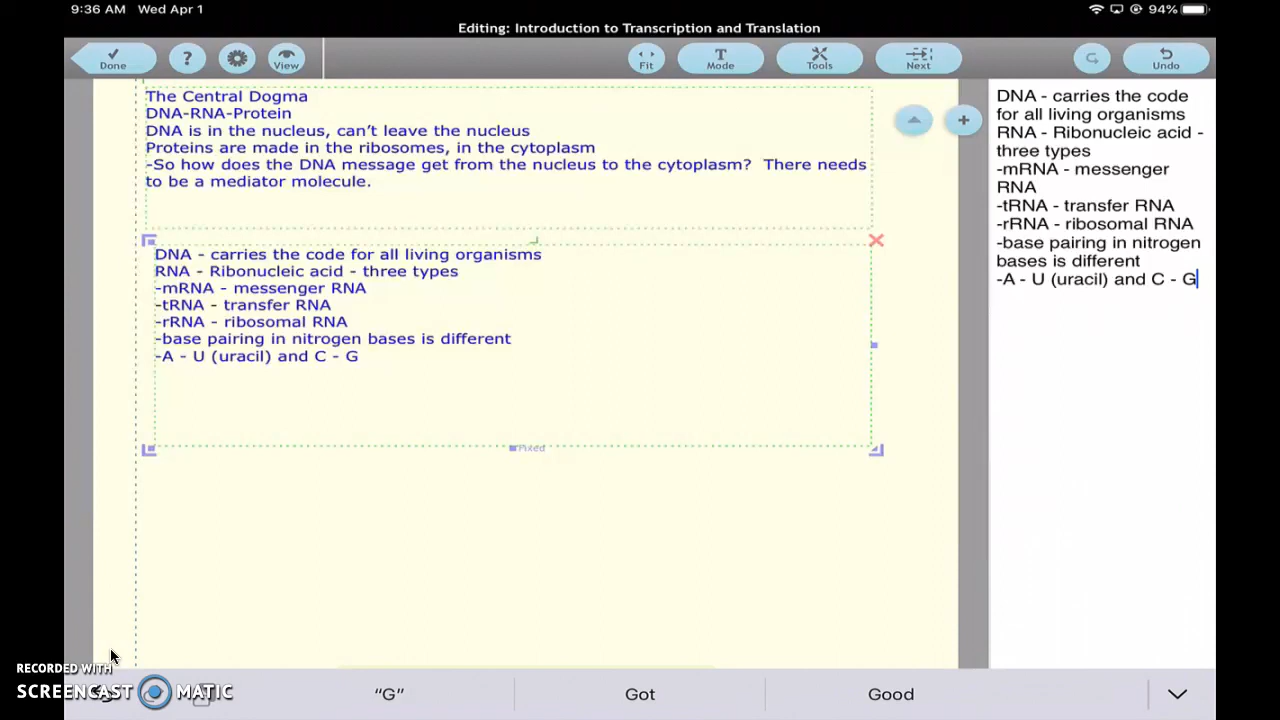 9:36 AM Wed Apr 1
94%
Editing: Introduction to Transcription and Translation
Done
?
View
Fit
T
Mode
Tools
Next
Undo
The Central Dogma
DNA-RNA-Protein
DNA is in the nucleus, can’t leave the nucleus
Proteins are made in the ribosomes, in the cytoplasm
-So how does the DNA message get from the nucleus to the cytoplasm?  There needs
to be a mediator molecule.
DNA - carries the code for all living organisms
RNA - Ribonucleic acid - three types
-mRNA - messenger RNA
-tRNA - transfer RNA
-rRNA - ribosomal RNA
-base pairing in nitrogen bases is different
-A - U (uracil) and C - G
Fixed
DNA - carries the code
for all living organisms
RNA - Ribonucleic acid -
three types
-mRNA - messenger
RNA
-tRNA - transfer RNA
-rRNA - ribosomal RNA
-base pairing in nitrogen
bases is different
-A - U (uracil) and C - G
RECORDED WITH
SCREENCAST MATIC
“G”
Got
Good